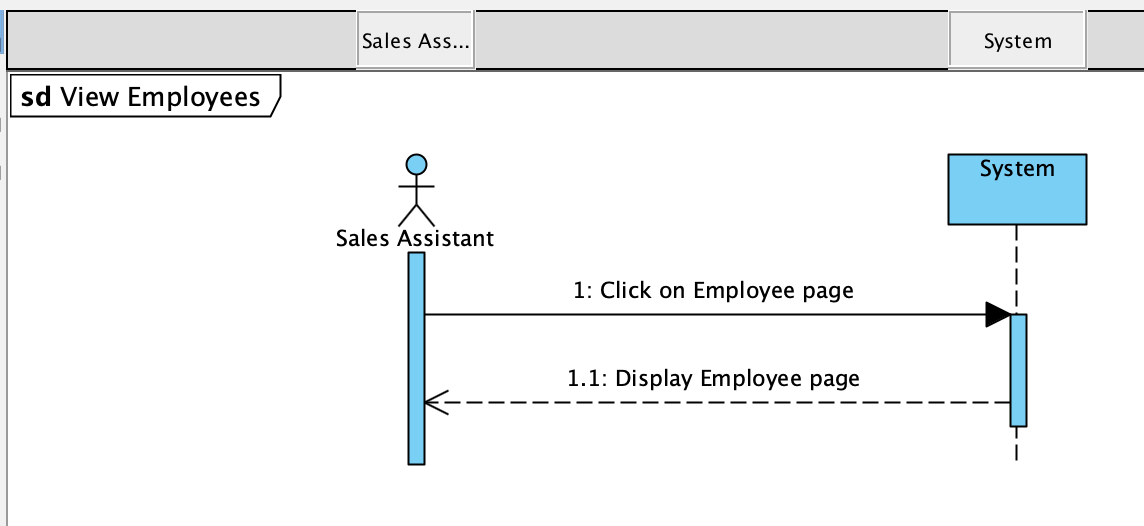 Sales Ass...
System
sd View Employees
System
Sales Assistant
1: Click on Employee page
1.1: Display Employee page